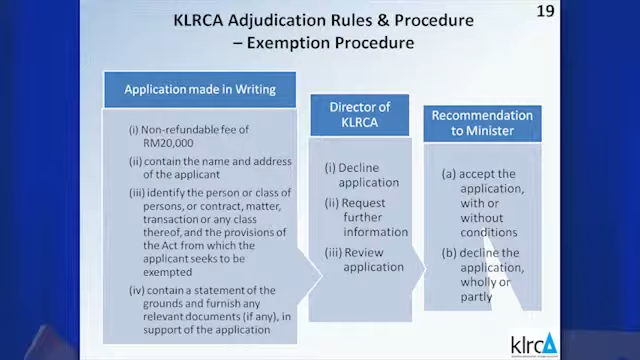 19
KLRCA Adjudication Rules & Procedure
– Exemption Procedure
Application made in Writing
(i) Non-refundable fee of
RM20,000
(ii) contain the name and address
of the applicant
(iii) identify the person or class of
persons, or contract, matter,
transaction or any class
thereof, and the provisions of
the Act from which the
applicant seeks to be
exempted
(iv) contain a statement of the
grounds and furnish any
relevant documents (if any), in
support of the application
Director of
KLRCA
(i) Decline
application
(ii) Request
further
information
(iii) Review
application
Recommendation
to Minister
(a) accept the
application,
with or
without
conditions
(b) decline the
application,
wholly or
partly
klrcA